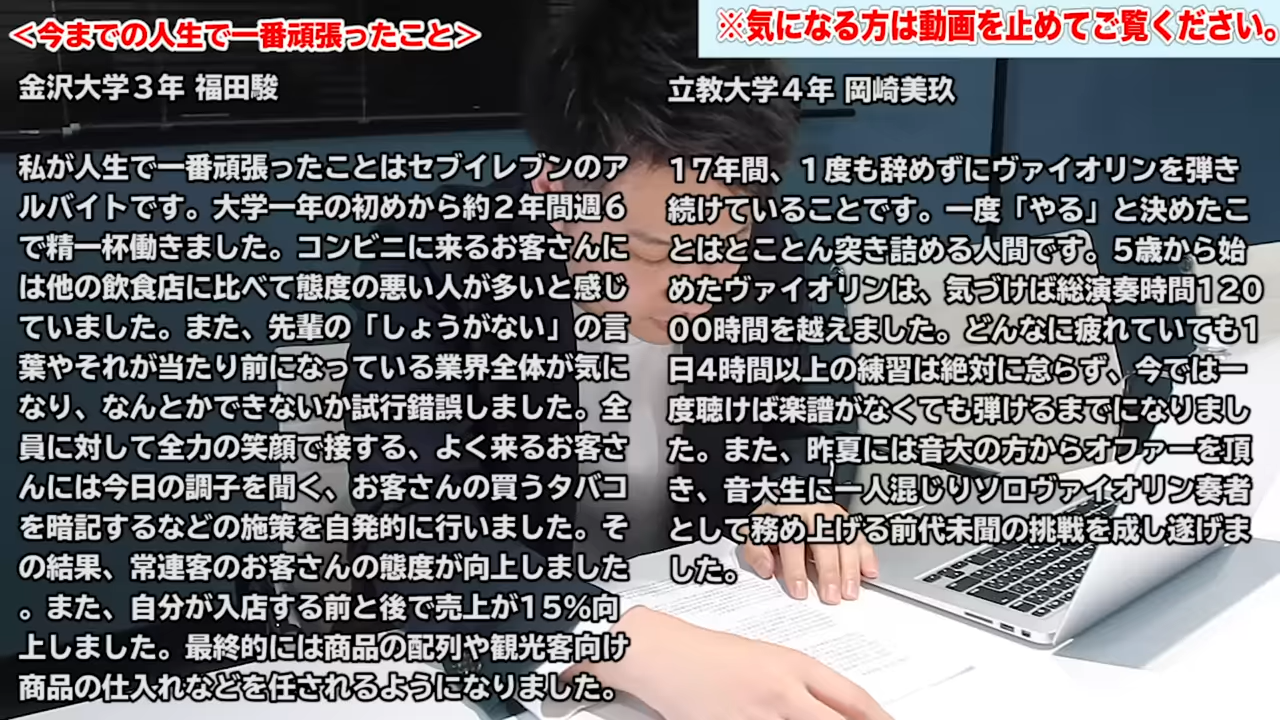 ＜今までの人生で一番頑張ったこと＞
※気になる方は動画を止めてご覧ください。
金沢大学３年 福田駿
私が人生で一番頑張ったことはセブイレブンのア
ルバイトです。大学一年の初めから約２年間週６
で精一杯働きました。コンビニに来るお客さんに
は他の飲食店に比べて態度の悪い人が多いと感じ
ていました。また、先輩の「しょうがない」の言
葉やそれが当たり前になっている業界全体が気に
なり、なんとかできないか試行錯誤しました。全
員に対して全力の笑顔で接する、よく来るお客さ
んには今日の調子を聞く、お客さんの買うタバコ
を暗記するなどの施策を自発的に行いました。そ
の結果、常連客のお客さんの態度が向上しました
。また、自分が入店する前と後で売上が１５％向
上しました。最終的には商品の配列や観光客向け
商品の仕入れなどを任されるようになりました。
立教大学４年 岡崎美玖
１７年間、１度も辞めずにヴァイオリンを弾き
続けていることです。一度「やる」と決めたこ
とはとことん突き詰める人間です。５歳から始
めたヴァイオリンは、気づけば総演奏時間１２０
００時間を越えました。どんなに疲れていても１
日４時間以上の練習は絶対に怠らず、今では一
度聴けば楽譜がなくても弾けるまでになりまし
た。また、昨夏には音大の方からオファーを頂
き、音大生に一人混じりソロヴァイオリン奏者
として務め上げる前代未聞の挑戦を成し遂げま
した。